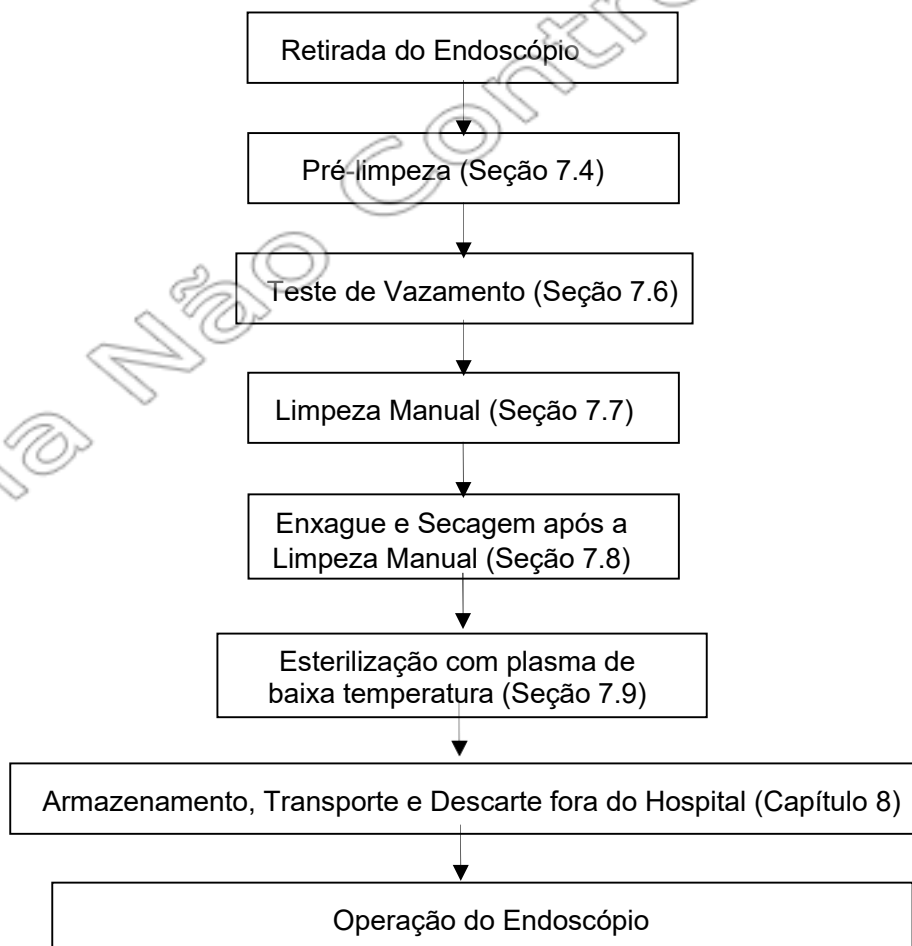 Retirada do Endoscópio
Pré-limpeza (Seção 7.4)
Teste de Vazamento (Seção 7.6)
Limpeza Manual (Seção 7.7)
Enxague e Secagem após a
Limpeza Manual (Seção 7.8)
Esterilização com plasma de
baixa temperatura (Seção 7.9)
Armazenamento, Transporte e Descarte fora do Hospital (Capítulo 8)
Operação do Endoscópio
Não